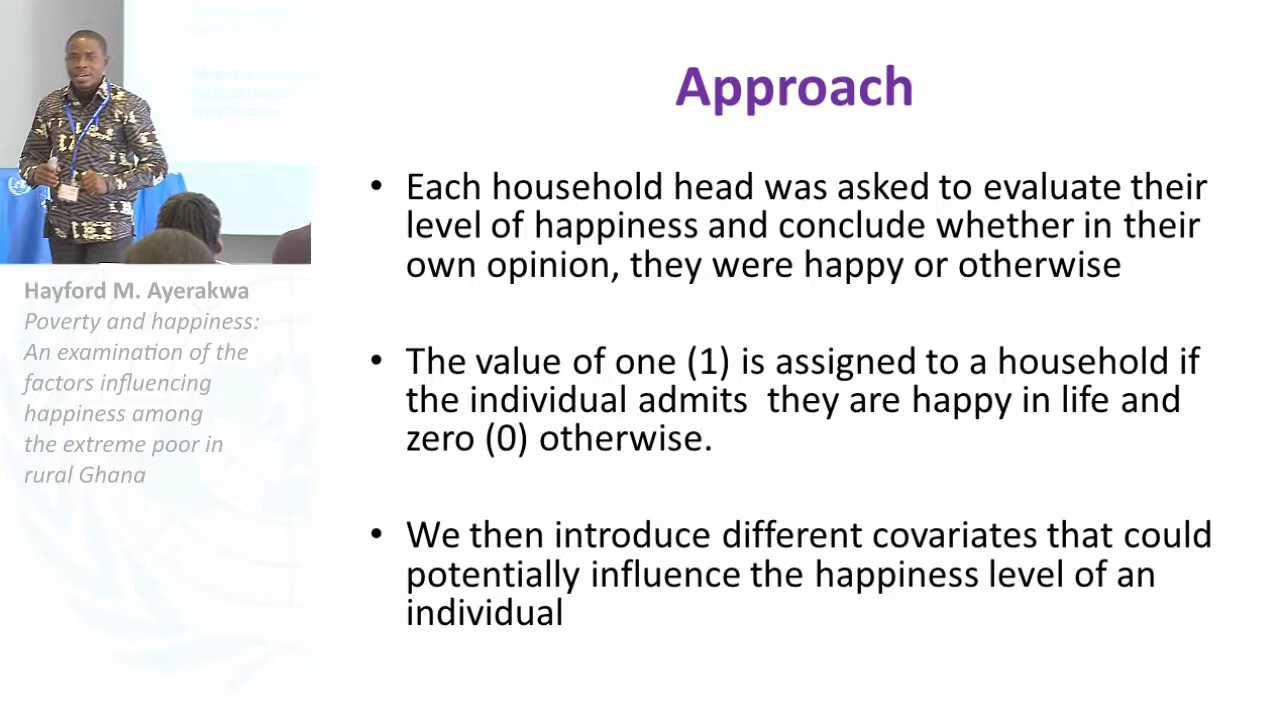 Approach
• Each household head was asked to evaluate their
level of happiness and conclude whether in their
own opinion, they were happy or otherwise
• The value of one (1) is assigned to a household if
the individual admits  they are happy in life and
zero (0) otherwise.
• We then introduce different covariates that could
potentially influence the happiness level of an
individual
Hayford M. Ayerakwa
Poverty and happiness:
An examination of the
factors influencing
happiness among
the extreme poor in
rural Ghana